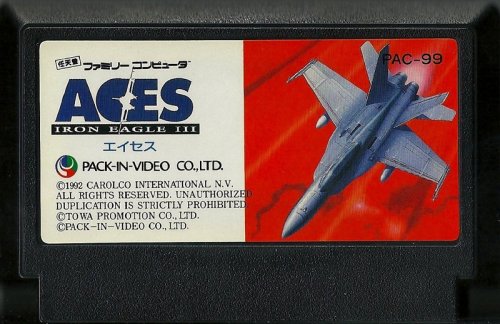 任天堂 ファミリー コンピュータ
PAC-99
ACES
IRON EAGLE III
エイセス
PACK-IN-VIDEO CO.,LTD.
©1992 CAROLCO INTERNATIONAL N.V.
ALL RIGHTS RESERVED. UNAUTHORIZED
DUPLICATION IS STRICTLY PROHIBITED.
©TOWA PROMOTION CO., LTD.
©PACK-IN-VIDEO CO., LTD.